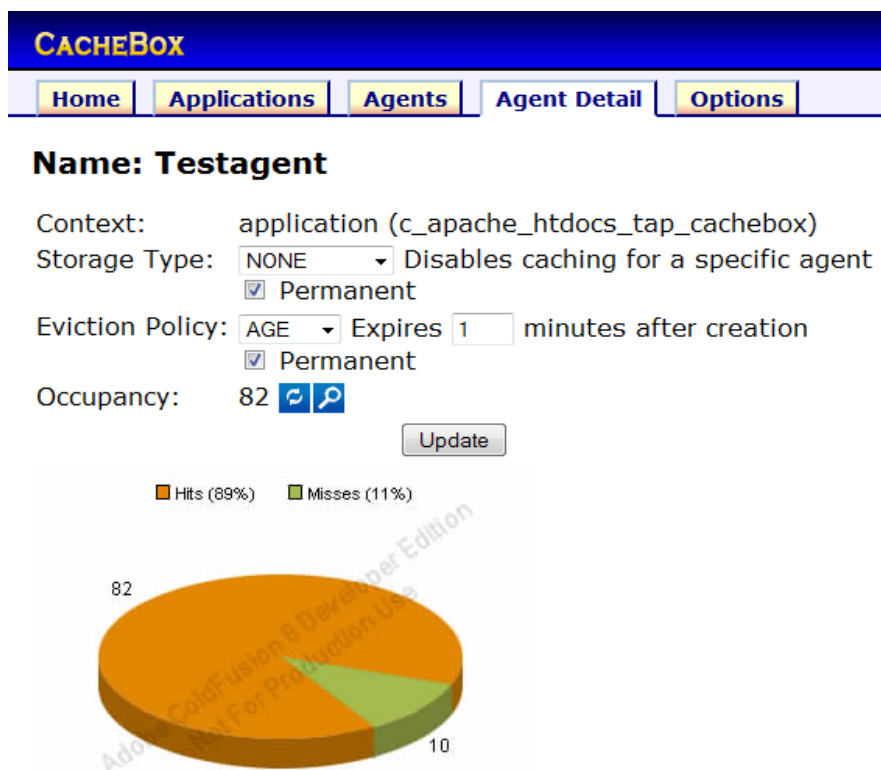 CACHEBOX
Home Applications Agents Agent Detail Options
Name: Testagent
Context: application (c_apache_htdocs_tap_cachebox)
Storage Type: NONE Disables caching for a specific agent
Permanent
Eviction Policy: AGE Expires 1 minutes after creation
Permanent
Occupancy: 82
Update
Hits (89%) Misses (11%)
82
10
Adobe ColdFusion 8 Developer Edition
Not For Production Use